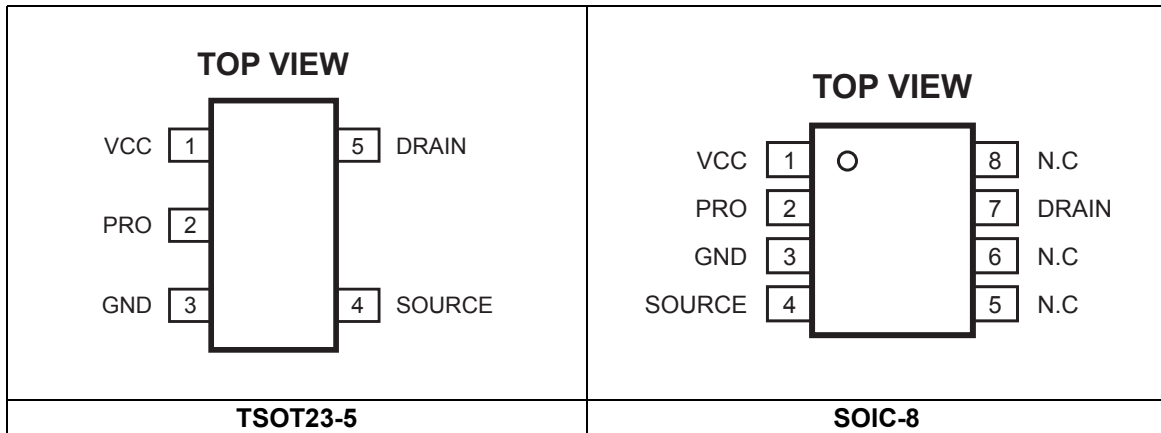 TOP VIEW
VCC 1 5 DRAIN
PRO 2
GND 3 4 SOURCE
TSOT23-5
TOP VIEW
VCC 1 8 N.C
PRO 2 7 DRAIN
GND 3 6 N.C
SOURCE 4 5 N.C
SOIC-8